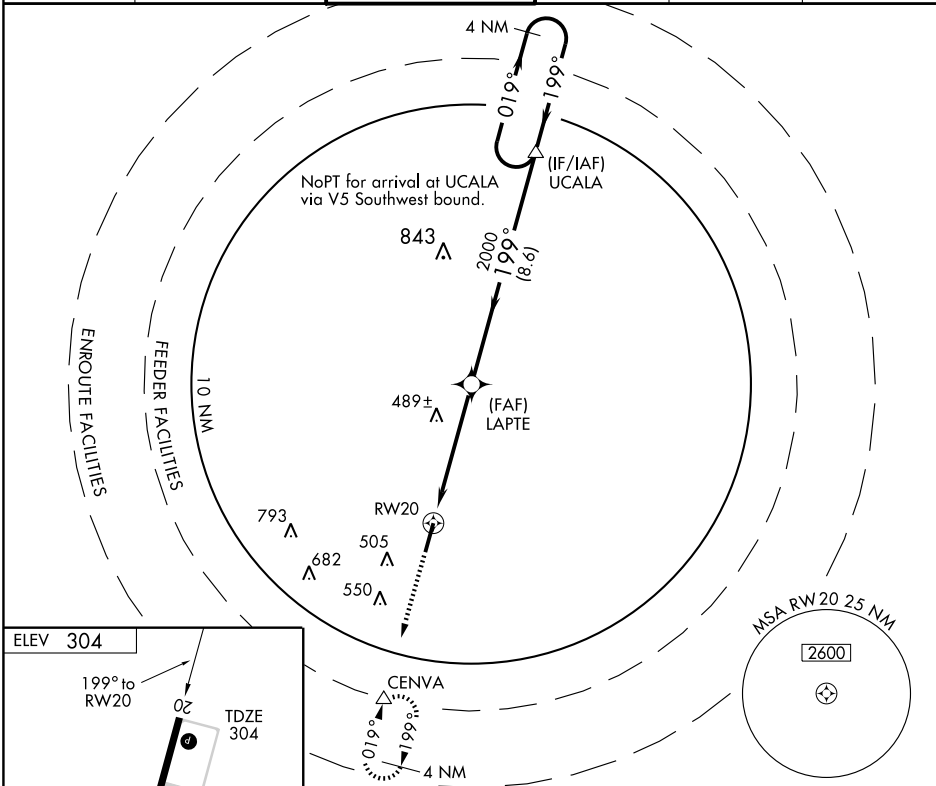 4 NM
019°
199°
(IF/IAF)
UCALA
NoPT for arrival at UCALA
via V5 Southwest bound.
843
2000
199°
(8.6)
ENROUTE FACILITIES
FEEDER FACILITIES
10 NM
489±
(FAF)
LAPTE
RW20
793
505
682
550
MSA RW20 25 NM
2600
ELEV 304
199° to
RW20
20
TDZE
304
P
CENVA
019°
199°
4 NM